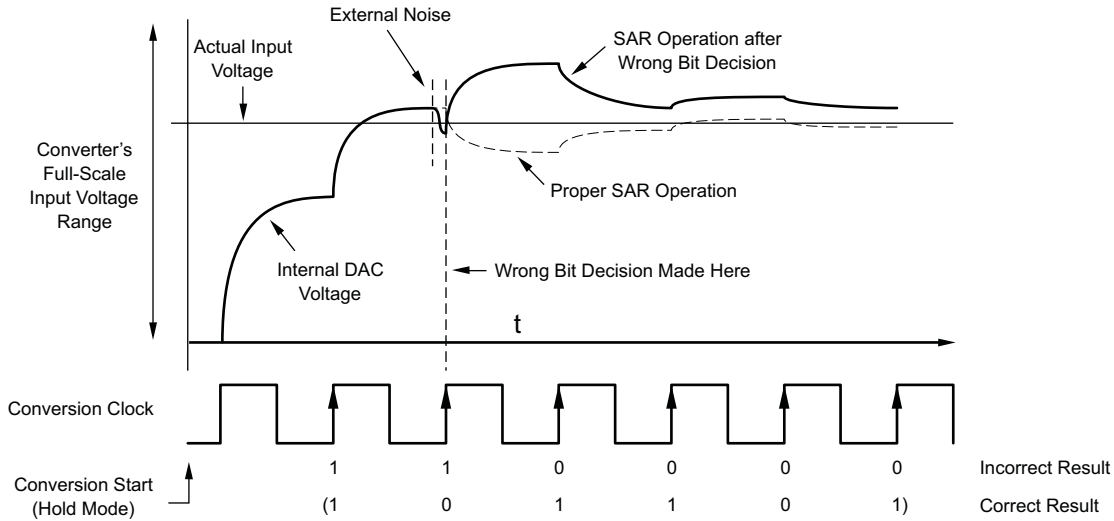 External Noise
Actual Input
Voltage
SAR Operation after
Wrong Bit Decision
Converter's
Full-Scale
Input Voltage
Range
Proper SAR Operation
Internal DAC
Voltage
Wrong Bit Decision Made Here
t
Conversion Clock
1 1 0 0 0 0 Incorrect Result
Conversion Start
(Hold Mode)
(1 0 1 1 0 1) Correct Result